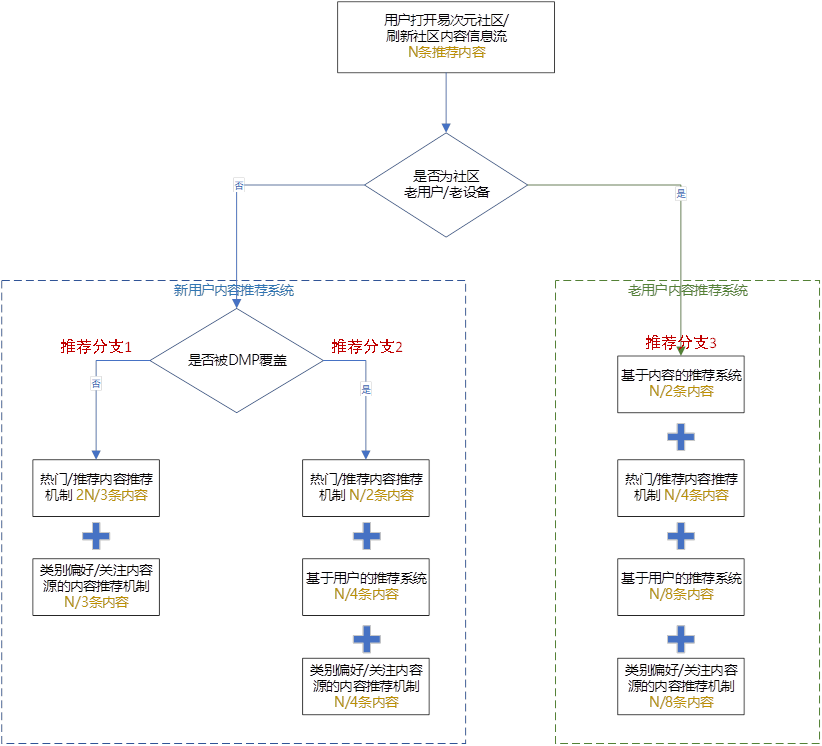 用户打开易次元社区/
刷新社区内容信息流
N条推荐内容
是否为社区
老用户/老设备
否
是
新用户内容推荐系统
老用户内容推荐系统
推荐分支1
是否被DMP覆盖
推荐分支2
推荐分支3
否
是
基于内容的推荐系统
N/2条内容
热门/推荐内容推荐
机制 2N/3条内容
热门/推荐内容推荐
机制 N/2条内容
热门/推荐内容推荐
机制 N/4条内容
类别偏好/关注内容
源的内容推荐机制
N/3条内容
基于用户的推荐系统
N/4条内容
基于用户的推荐系统
N/8条内容
类别偏好/关注内容
源的内容推荐机制
N/4条内容
类别偏好/关注内容
源的内容推荐机制
N/8条内容